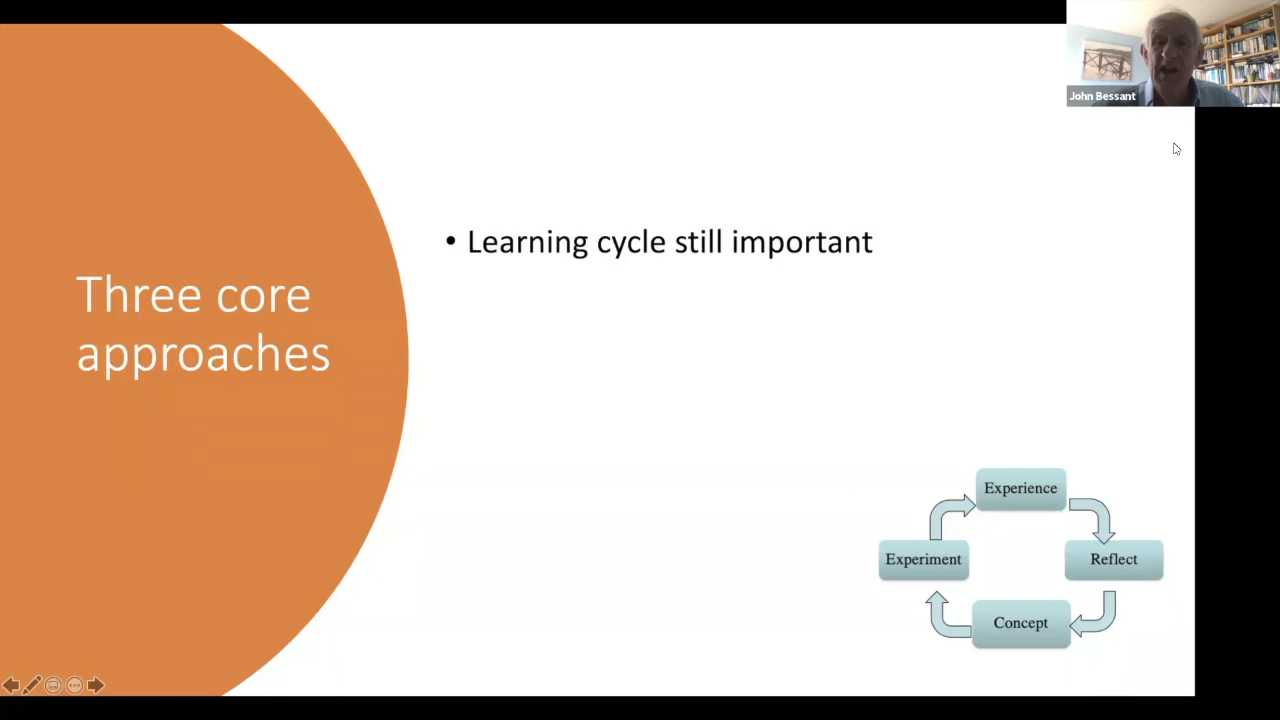 John Bessant
Three core
approaches
• Learning cycle still important
Experience
Experiment
Reflect
Concept